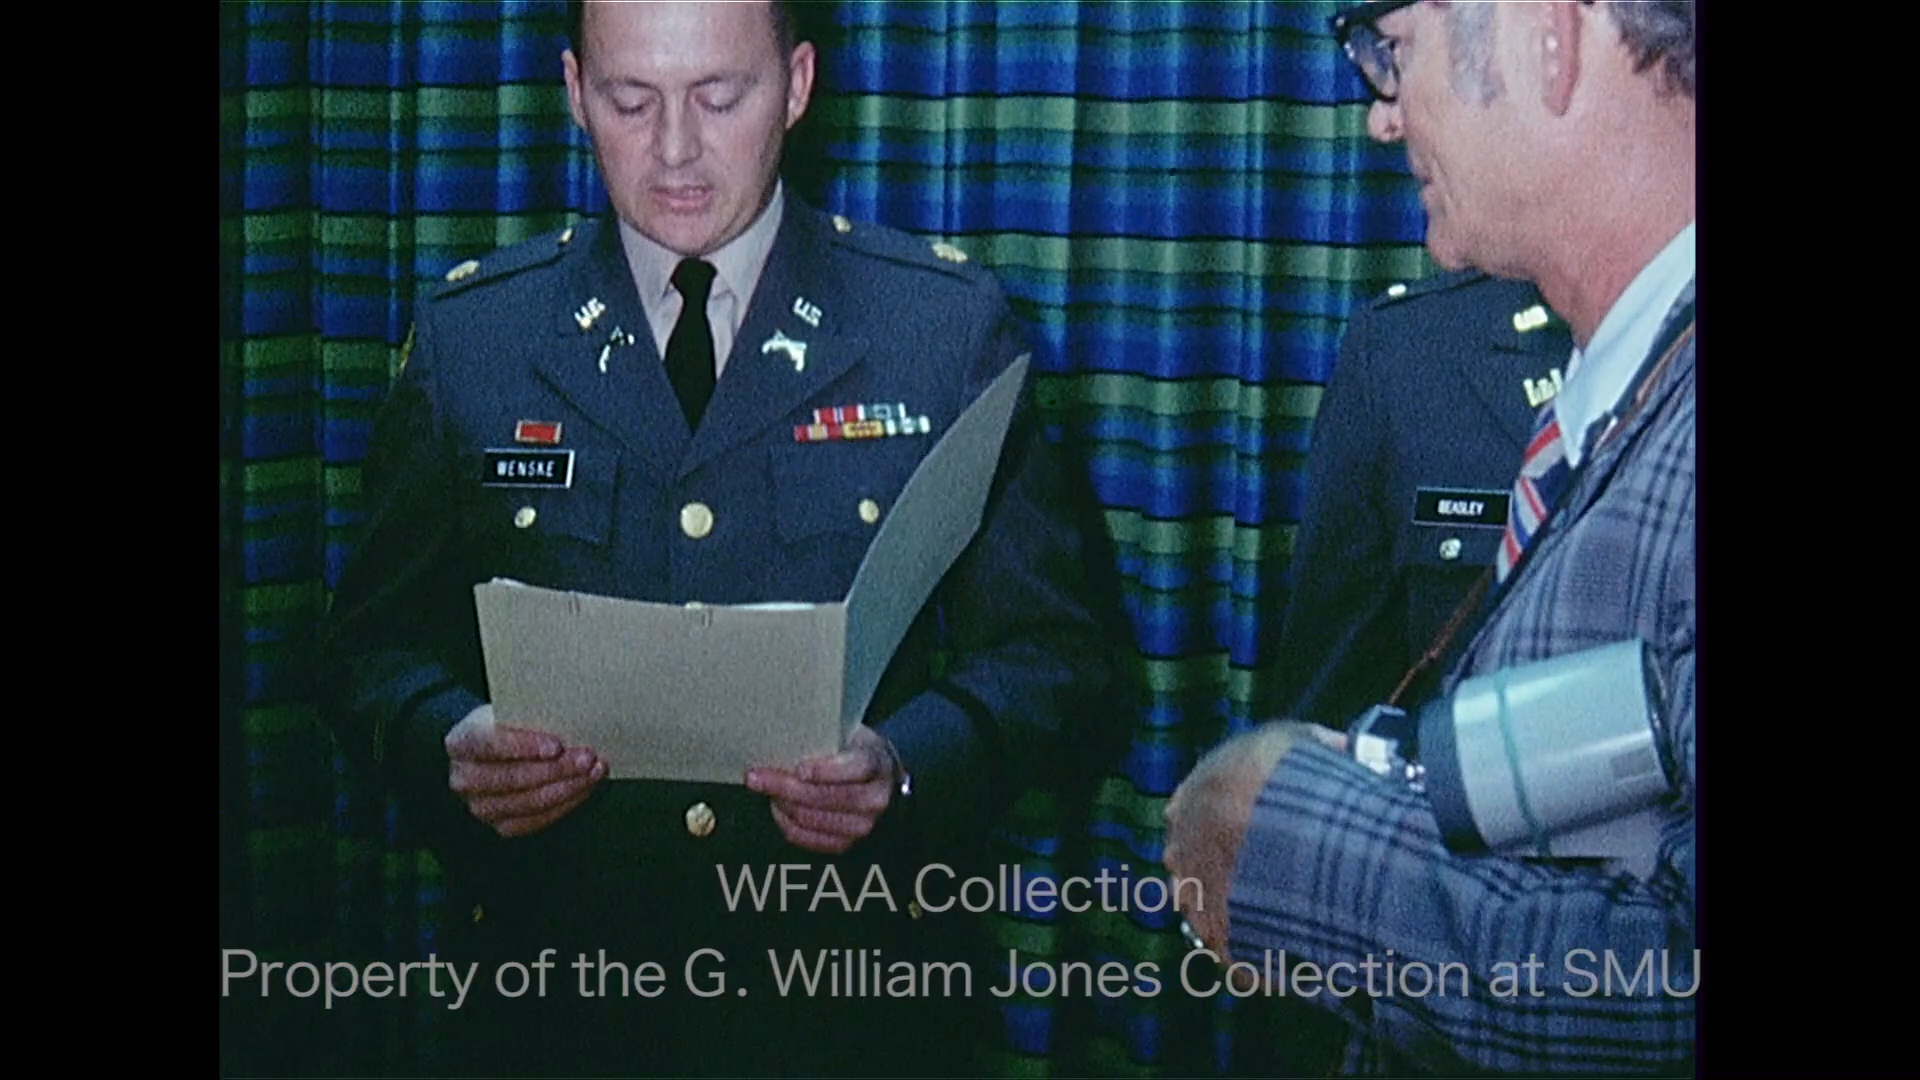 U.S
U.S
WENSKE
BEASLEY
WFAA Collection
Property of the G. William Jones Collection at SMU